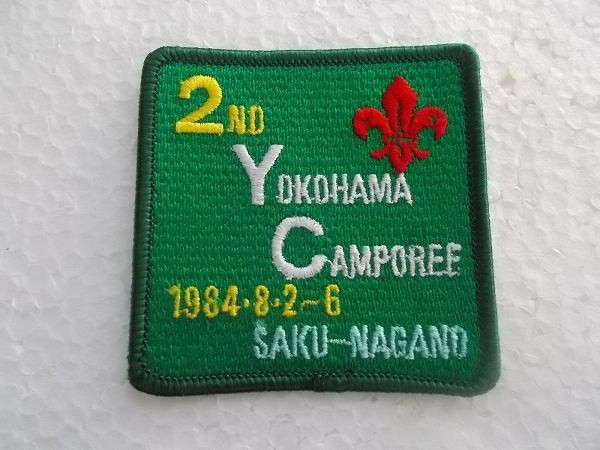 2ND
YOKOHAMA
CAMPOREE
1984·8·2~6
SAKU-NAGANO